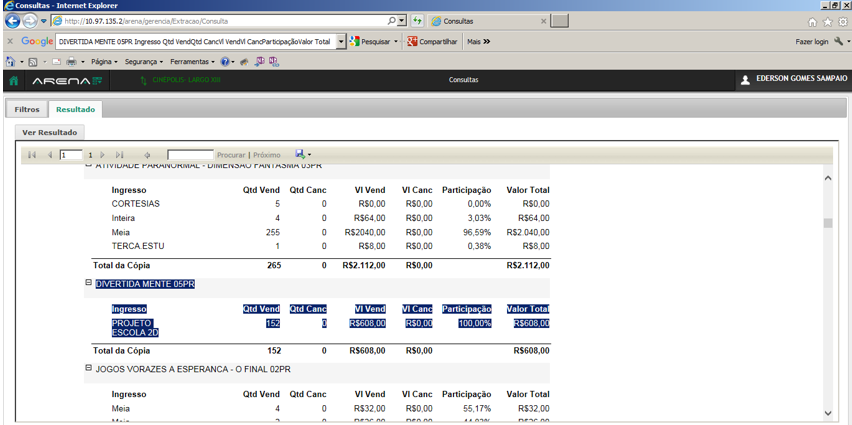 Consultas - Internet Explorer
http://10.97.135.2/arena/gerencia/Extracao/Consulta
Consultas
Google DIVERTIDA MENTE 05PR Ingresso Qtd VendQtd CancVl VendVl CancParticipaçãoValor Total Pesquisar Compartilhar Mais Fazer login
Página Segurança Ferramentas
ARENA CINÉPOLIS- LARGO XIII Consultas EDERSON GOMES SAMPAIO
Filtros Resultado
Ver Resultado
1 1 Procurar | Próximo
ATIVIDADE PARANORMAL - DIMENSAO FANTASMA 03PR
Ingresso Qtd Vend Qtd Canc Vl Vend Vl Canc Participação Valor Total
CORTESIAS 5 0 R$0,00 R$0,00 0,00% R$0,00
Inteira 4 0 R$64,00 R$0,00 3,03% R$64,00
Meia 255 0 R$2040,00 R$0,00 96,59% R$2.040,00
TERCA.ESTU 1 0 R$8,00 R$0,00 0,38% R$8,00
Total da Cópia 265 0 R$2.112,00 R$0,00 R$2.112,00
DIVERTIDA MENTE 05PR
Ingresso Qtd Vend Qtd Canc Vl Vend Vl Canc Participação Valor Total
PROJETO 152 0 R$608,00 R$0,00 100,00% R$608,00
ESCOLA 2D
Total da Cópia 152 0 R$608,00 R$0,00 R$608,00
JOGOS VORAZES A ESPERANCA - O FINAL 02PR
Ingresso Qtd Vend Qtd Canc Vl Vend Vl Canc Participação Valor Total
Meia 4 0 R$32,00 R$0,00 55,17% R$32,00